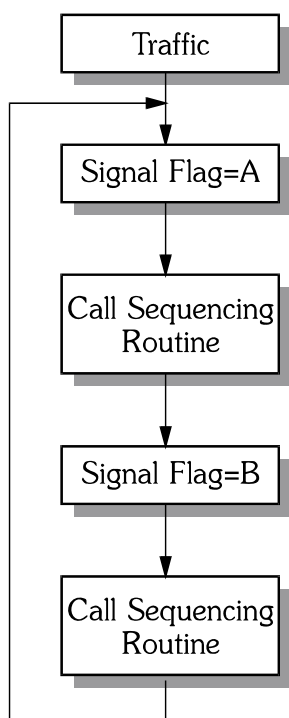 Traffic
Signal Flag=A
Call Sequencing
Routine
Signal Flag=B
Call Sequencing
Routine